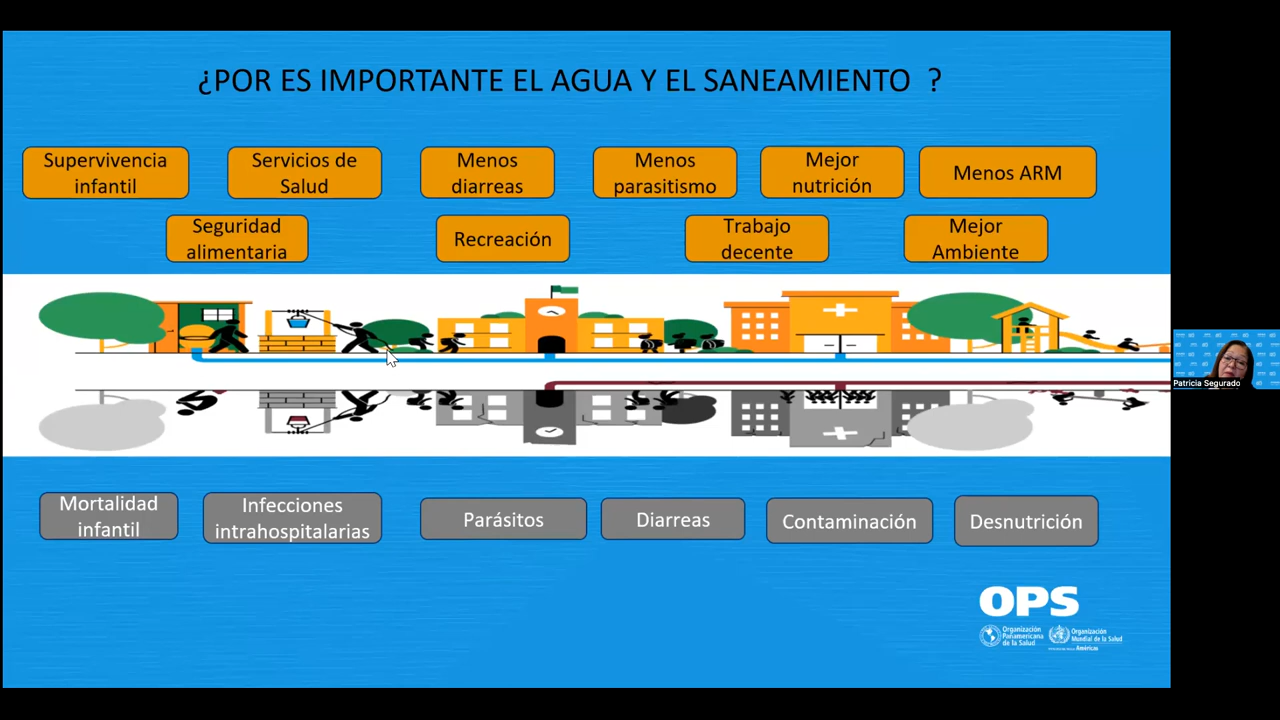 ¿POR ES IMPORTANTE EL AGUA Y EL SANEAMIENTO ?
Supervivencia
infantil
Servicios de
Salud
Menos
diarreas
Menos
parasitismo
Mejor
nutrición
Menos ARM
Seguridad
alimentaria
Recreación
Trabajo
decente
Mejor
Ambiente
Patricia Segurado
Mortalidad
infantil
Infecciones
intrahospitalarias
Parásitos
Diarreas
Contaminación
Desnutrición
OPS
Organización
Panamericana
de la Salud
Organización
Mundial de la Salud
Américas